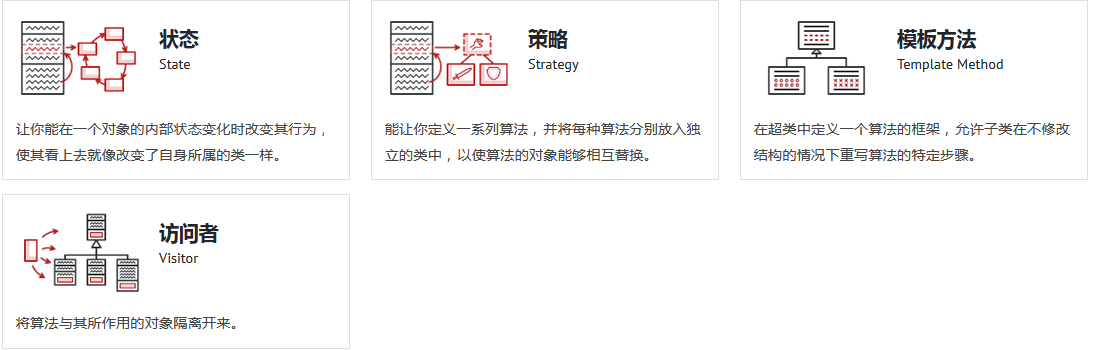 状态
State
让你能在一个对象的内部状态变化时改变其行为，
使其看上去就像改变了自身所属的类一样。
策略
Strategy
能让你定义一系列算法，并将每种算法分别放入独
立的类中，以使算法的对象能够相互替换。
模板方法
Template Method
在超类中定义一个算法的框架，允许子类在不修改
结构的情况下重写算法的特定步骤。
访问者
Visitor
将算法与其所作用的对象隔离开来。